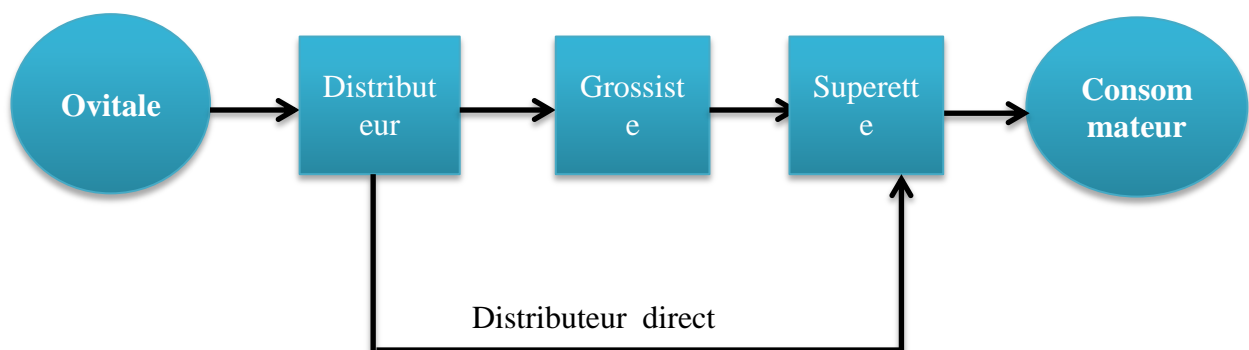 Ovitale
Distribut
eur
Grossist
e
Superett
e
Consom
mateur
Distributeur direct